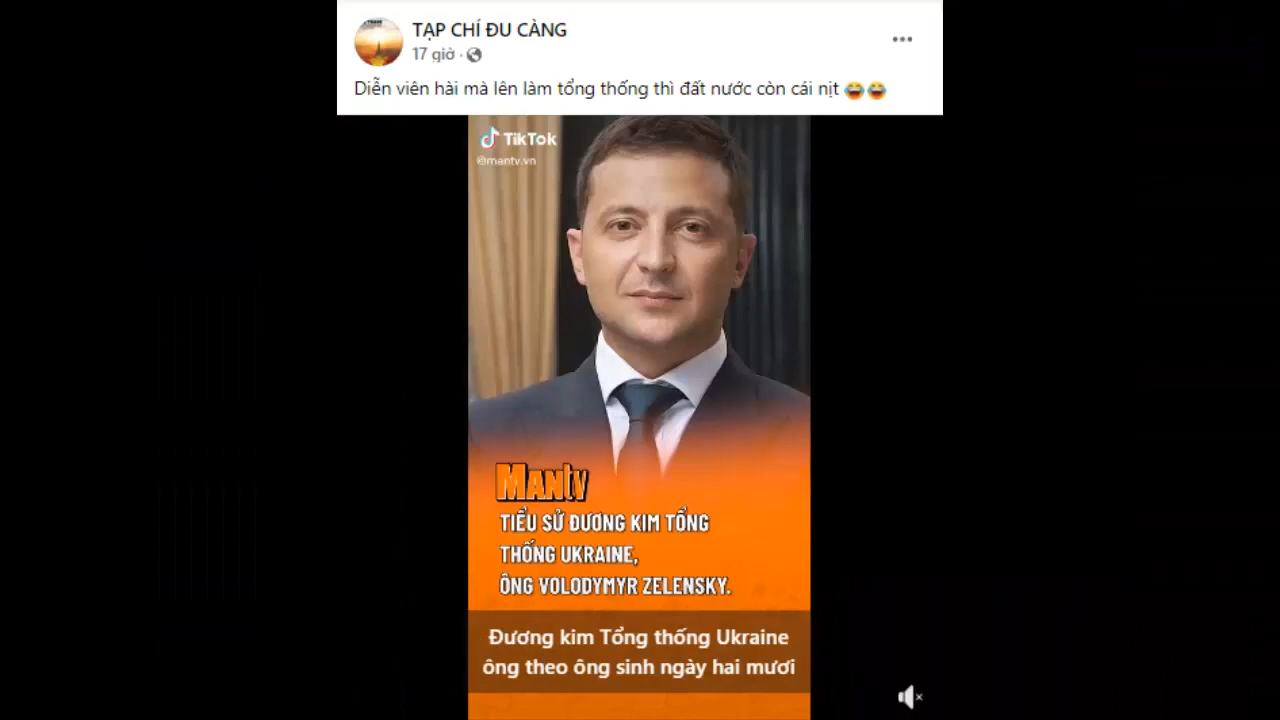 TẠP CHÍ ĐU CÀNG
17 giờ ·
Diễn viên hài mà lên làm tổng thống thì đất nước còn cái nịt 😂😂
TikTok
@mantv.vn
MANtv
TIỂU SỬ ĐƯƠNG KIM TỔNG
THỐNG UKRAINE,
ÔNG VOLODYMYR ZELENSKY.
Đương kim Tổng thống Ukraine
ông theo ông sinh ngày hai mươi